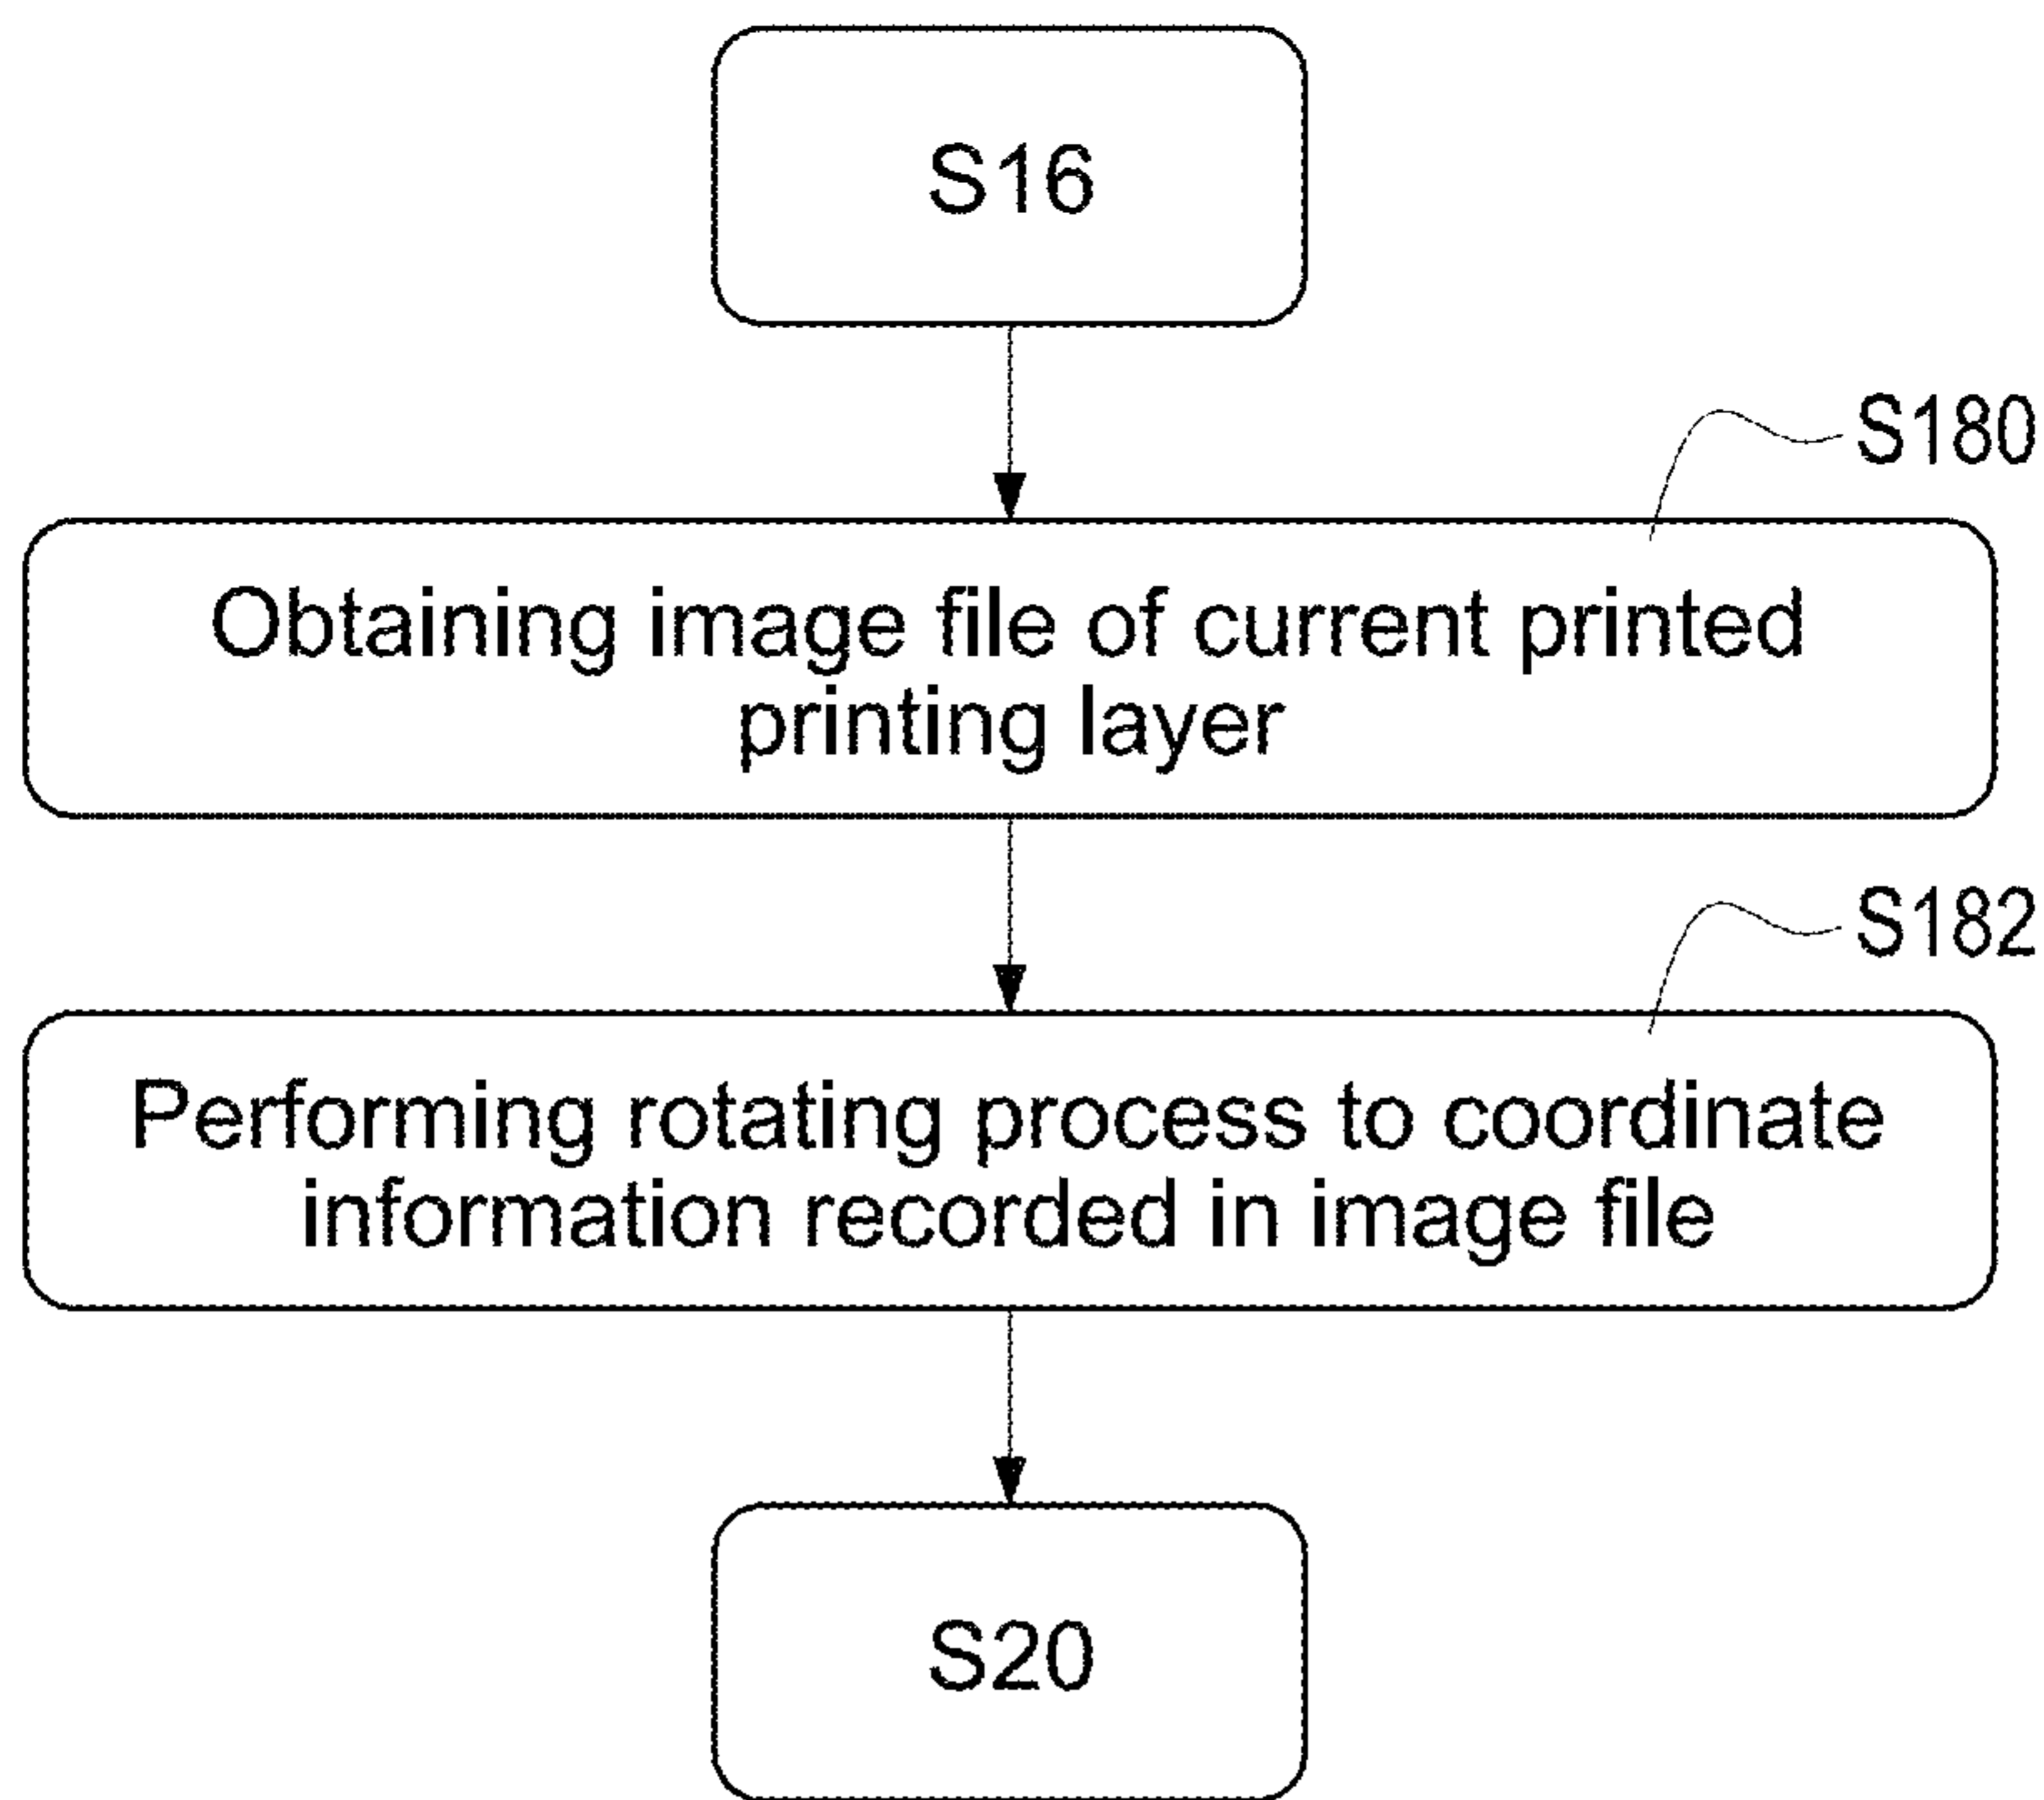 S16
S180
Obtaining image file of current printed
printing layer
S182
Performing rotating process to coordinate
information recorded in image file
S20